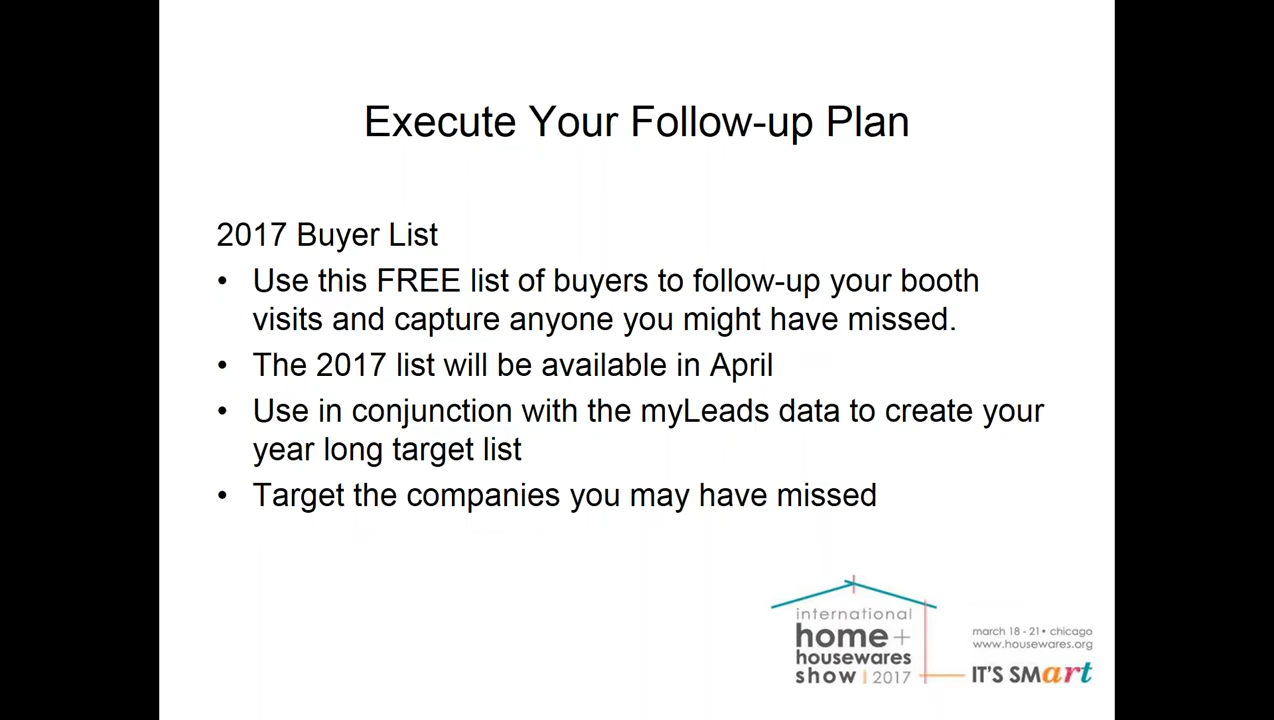 Execute Your Follow-up Plan
2017 Buyer List
• Use this FREE list of buyers to follow-up your booth
visits and capture anyone you might have missed.
• The 2017 list will be available in April
• Use in conjunction with the myLeads data to create your
year long target list
• Target the companies you may have missed
international
home+
housewares
show | 2017
march 18 - 21 • chicago
www.housewares.org
IT'S SMart